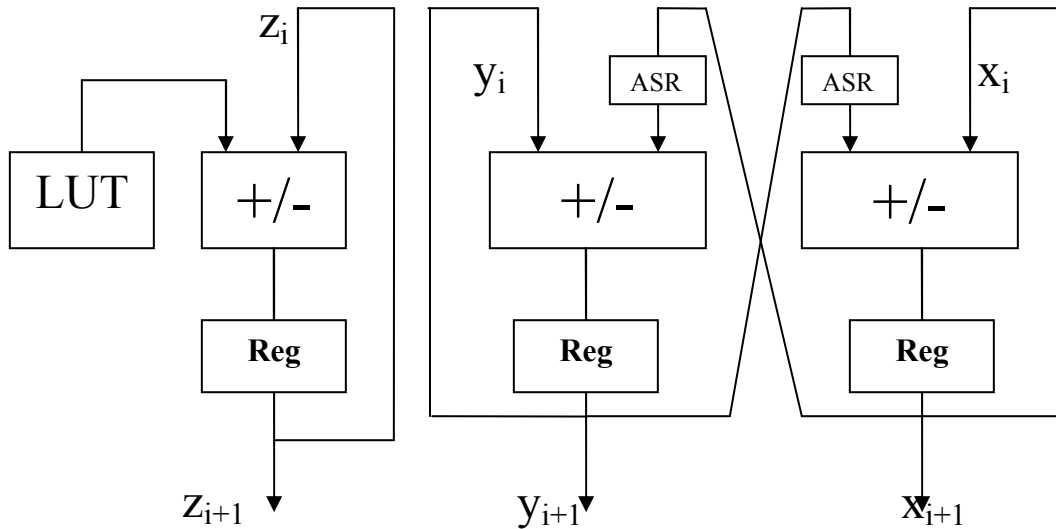 zᵢ
yᵢ
ASR
ASR
xᵢ
LUT
+/-
+/-
+/-
Reg
Reg
Reg
zᵢ₊₁
yᵢ₊₁
xᵢ₊₁